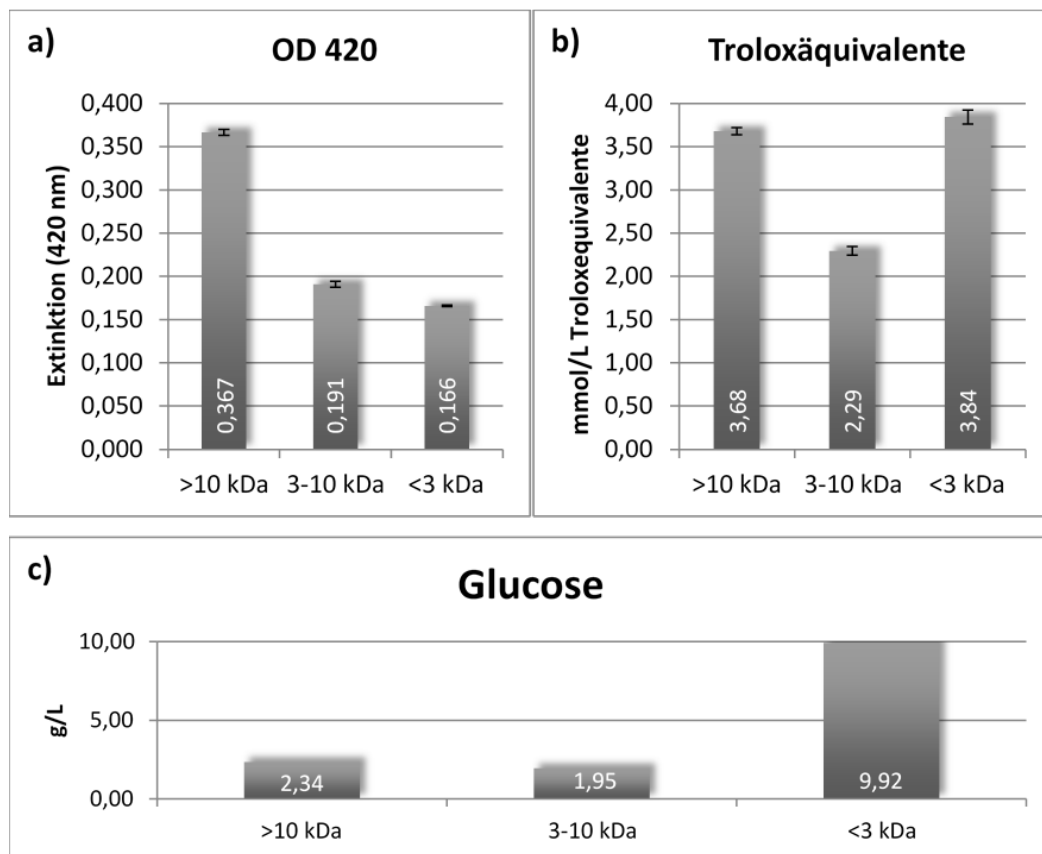 a)
OD 420
Extinktion (420 nm)
0,400
0,350
0,300
0,250
0,200
0,150
0,100
0,050
0,000
0,367
0,191
0,166
>10 kDa
3-10 kDa
<3 kDa
b)
Troloxäquivalente
mmol/L Troloxequivalente
4,00
3,50
3,00
2,50
2,00
1,50
1,00
0,50
0,00
3,68
2,29
3,84
>10 kDa
3-10 kDa
<3 kDa
c)
Glucose
g/L
10,00
5,00
0,00
2,34
1,95
9,92
>10 kDa
3-10 kDa
<3 kDa